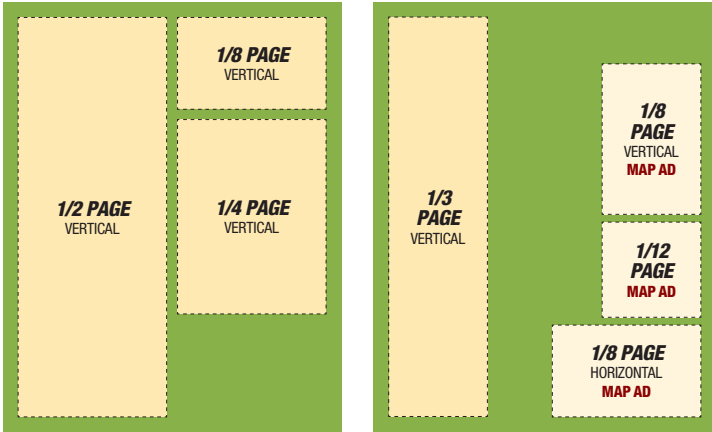 1/8 PAGE
VERTICAL
1/2 PAGE
VERTICAL
1/4 PAGE
VERTICAL
1/3
PAGE
VERTICAL
1/8
PAGE
VERTICAL
MAP AD
1/12
PAGE
MAP AD
1/8 PAGE
HORIZONTAL
MAP AD